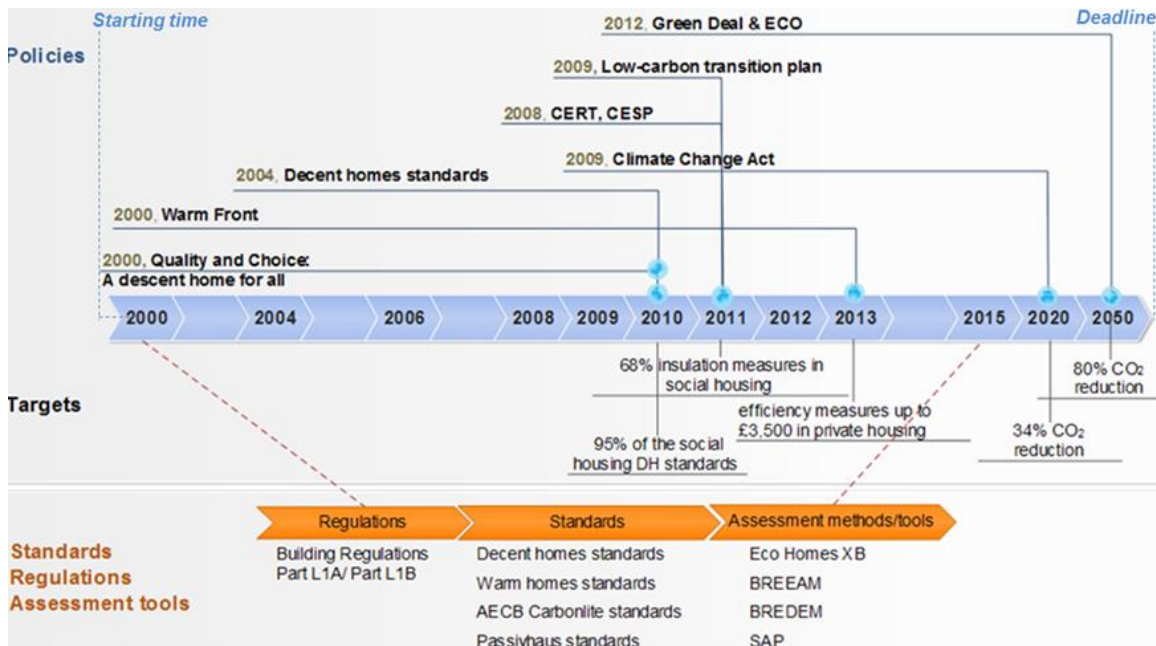 Starting time
Deadline
Policies
2012, Green Deal & ECO
2009, Low-carbon transition plan
2008, CERT, CESP
2009, Climate Change Act
2004, Decent homes standards
2000, Warm Front
2000, Quality and Choice:
A descent home for all
2000 2004 2006 2008 2009 2010 2011 2012 2013 2015 2020 2050
Targets
68% insulation measures in
social housing
80% CO₂
reduction
efficiency measures up to
£3,500 in private housing
34% CO₂
reduction
95% of the social
housing DH standards
Standards
Regulations
Assessment tools
Regulations
Building Regulations
Part L1A/ Part L1B
Standards
Decent homes standards
Warm homes standards
AECB Carbonlite standards
Passivhaus standards
Assessment methods/tools
Eco Homes XB
BREEAM
BREDEM
SAP